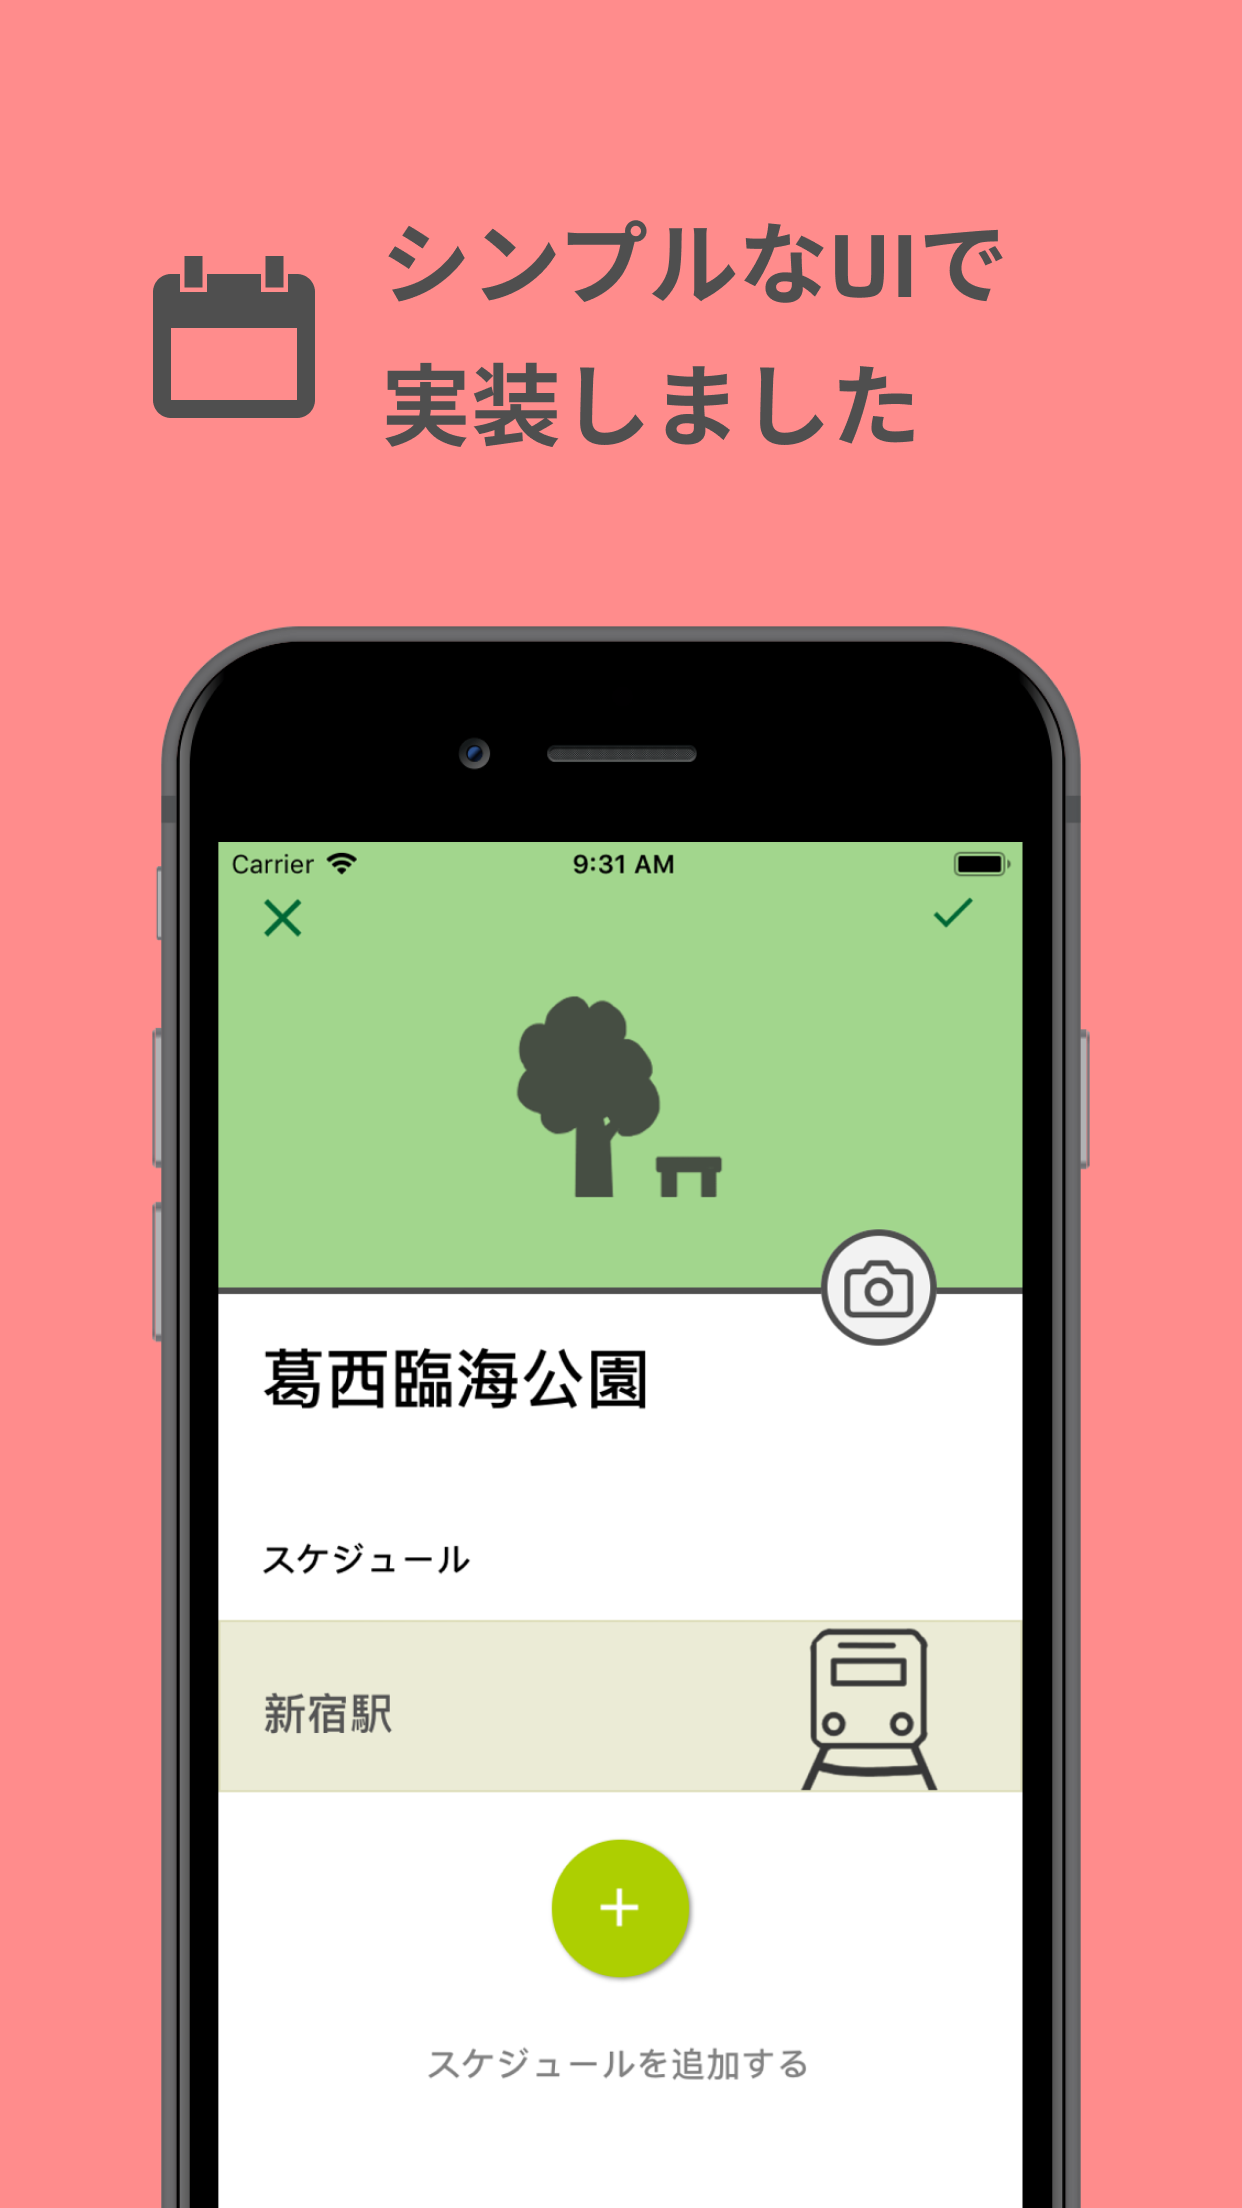 シンプルなUIで
実装しました
Carrier 9:31 AM
葛西臨海公園
スケジュール
新宿駅
スケジュールを追加する